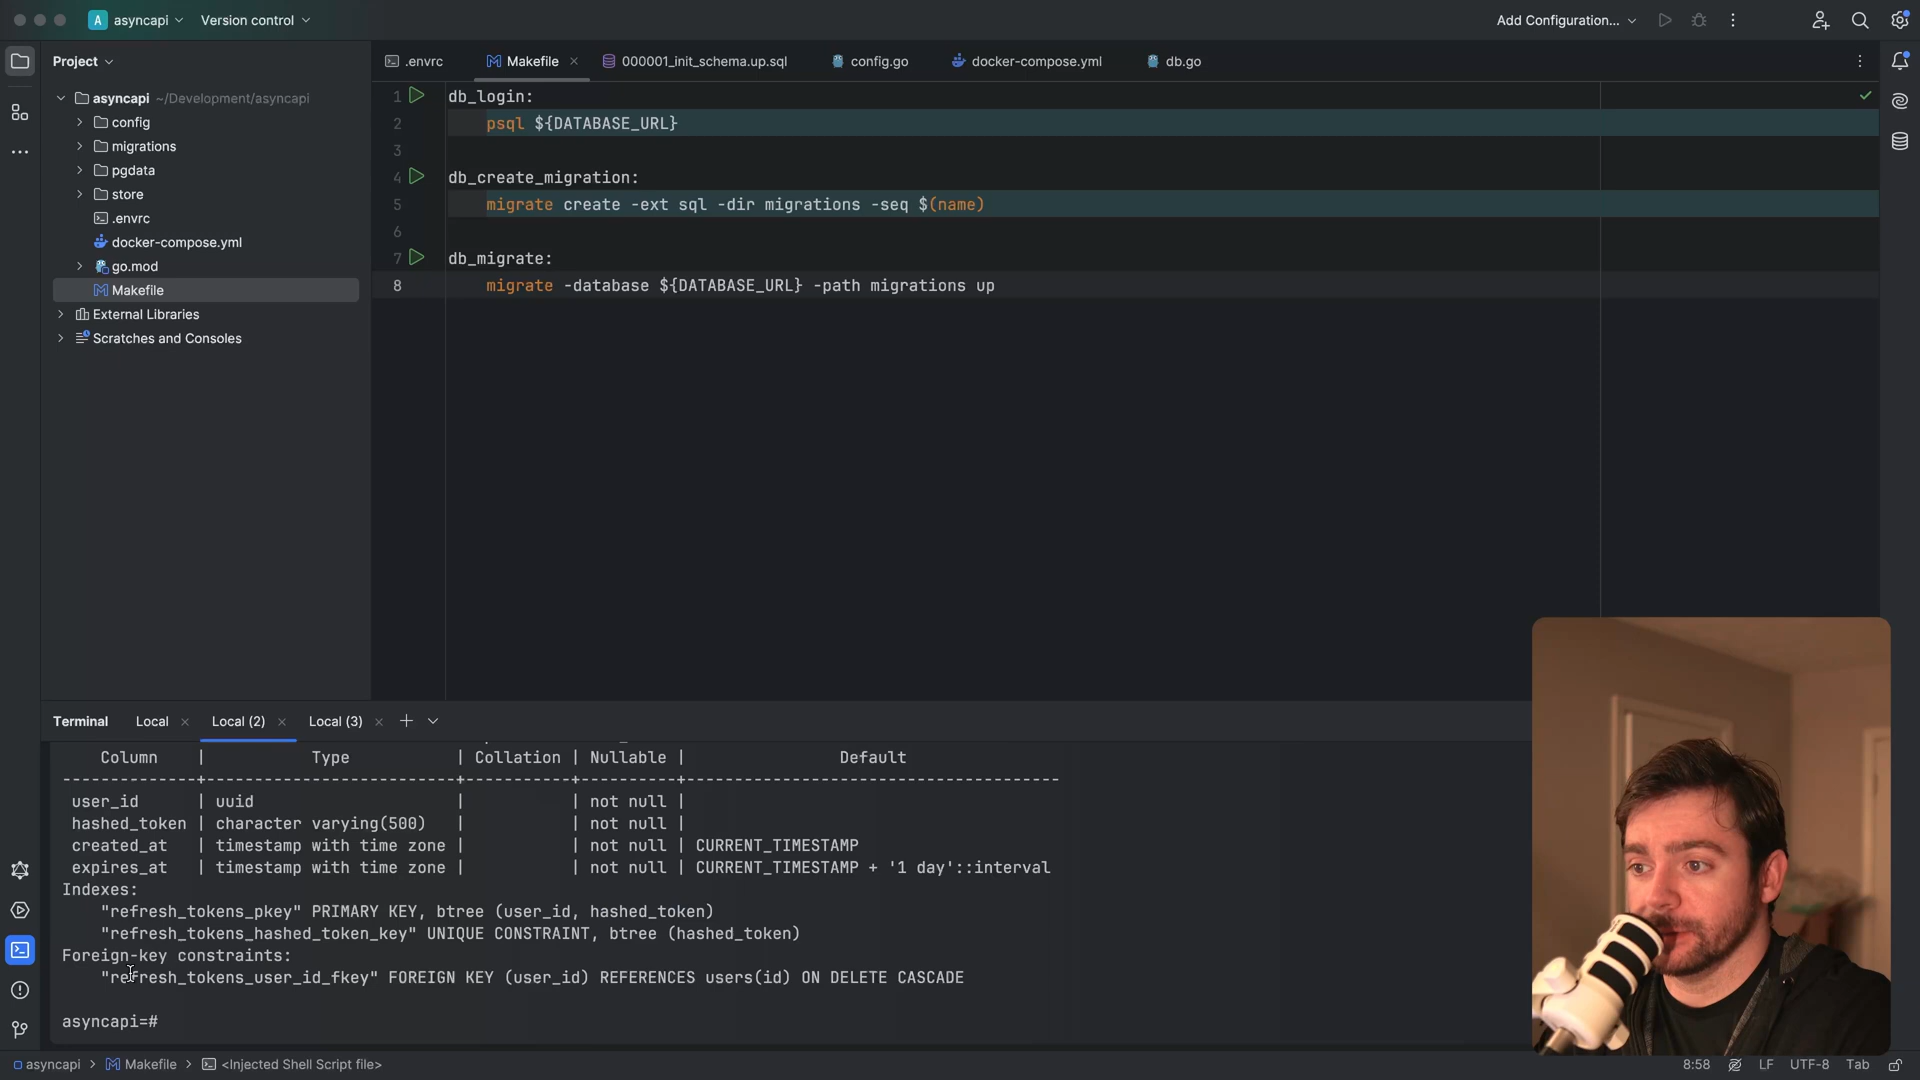 A asyncapi Version control Add Configuration...
Project
.envrc Makefile 000001_init_schema.up.sql config.go docker-compose.yml db.go
asyncapi ~/Development/asyncapi
config
migrations
pgdata
store
.envrc
docker-compose.yml
go.mod
Makefile
External Libraries
Scratches and Consoles
1 db_login:
2 psql ${DATABASE_URL}
3
4 db_create_migration:
5 migrate create -ext sql -dir migrations -seq $(name)
6
7 db_migrate:
8 migrate -database ${DATABASE_URL} -path migrations up
Terminal Local Local (2) Local (3)
Column | Type | Collation | Nullable | Default
--------------+--------------------------+-----------+----------+---------------------------------------
user_id | uuid | | not null |
hashed_token | character varying(500) | | not null |
created_at | timestamp with time zone | | not null | CURRENT_TIMESTAMP
expires_at | timestamp with time zone | | not null | CURRENT_TIMESTAMP + '1 day'::interval
Indexes:
"refresh_tokens_pkey" PRIMARY KEY, btree (user_id, hashed_token)
"refresh_tokens_hashed_token_key" UNIQUE CONSTRAINT, btree (hashed_token)
Foreign-key constraints:
"refresh_tokens_user_id_fkey" FOREIGN KEY (user_id) REFERENCES users(id) ON DELETE CASCADE
asyncapi=#
asyncapi > Makefile > <Injected Shell Script file> 8:58 LF UTF-8 Tab